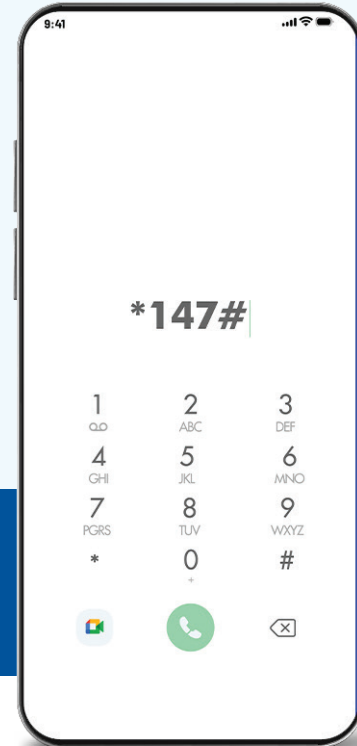 9:41
*147#
1 2 3
ABC DEF
4 5 6
GHI JKL MNO
7 8 9
PGRS TUV WXYZ
* 0 #
+